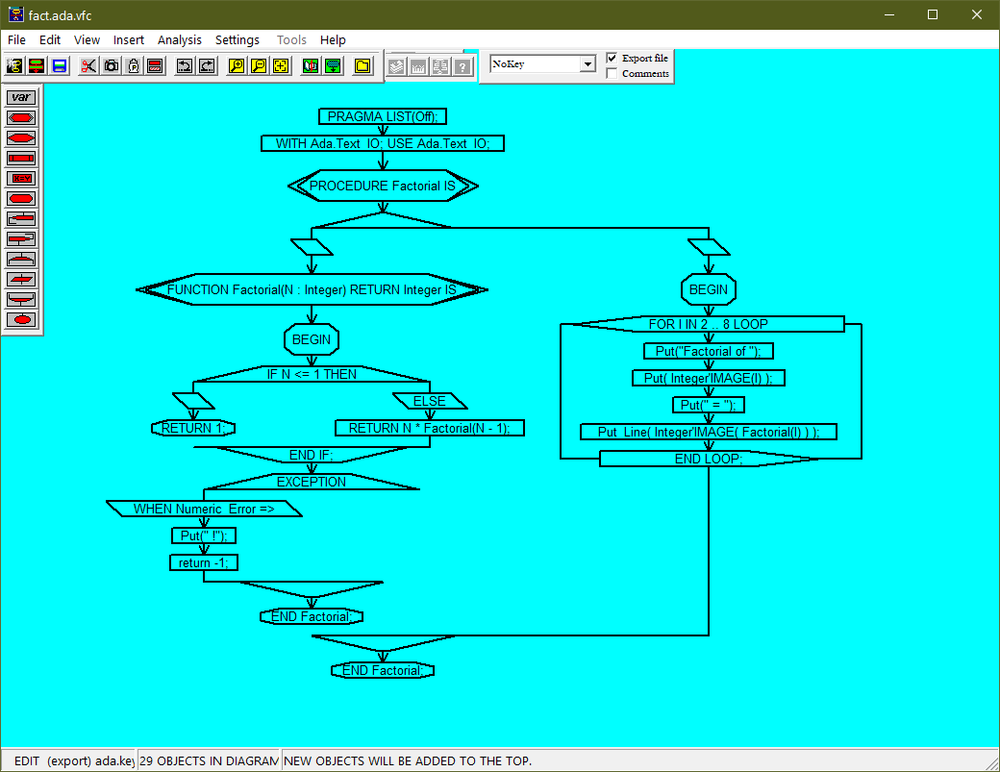 fact.ada.vfc
File Edit View Insert Analysis Settings Tools Help
NoKey
Export file
Comments
var
X=Y
PRAGMA LIST(Off);
WITH Ada.Text_IO; USE Ada.Text_IO;
PROCEDURE Factorial IS
FUNCTION Factorial(N : Integer) RETURN Integer IS
BEGIN
IF N <= 1 THEN
ELSE
RETURN 1;
RETURN N * Factorial(N - 1);
END IF;
EXCEPTION
WHEN Numeric_Error =>
Put(" !");
return -1;
END Factorial;
BEGIN
FOR I IN 2 .. 8 LOOP
Put("Factorial of ");
Put( Integer'IMAGE(I) );
Put(" = ");
Put_Line( Integer'IMAGE( Factorial(I) ) );
END LOOP;
END Factorial;
EDIT (export) ada.key 29 OBJECTS IN DIAGRAM NEW OBJECTS WILL BE ADDED TO THE TOP.